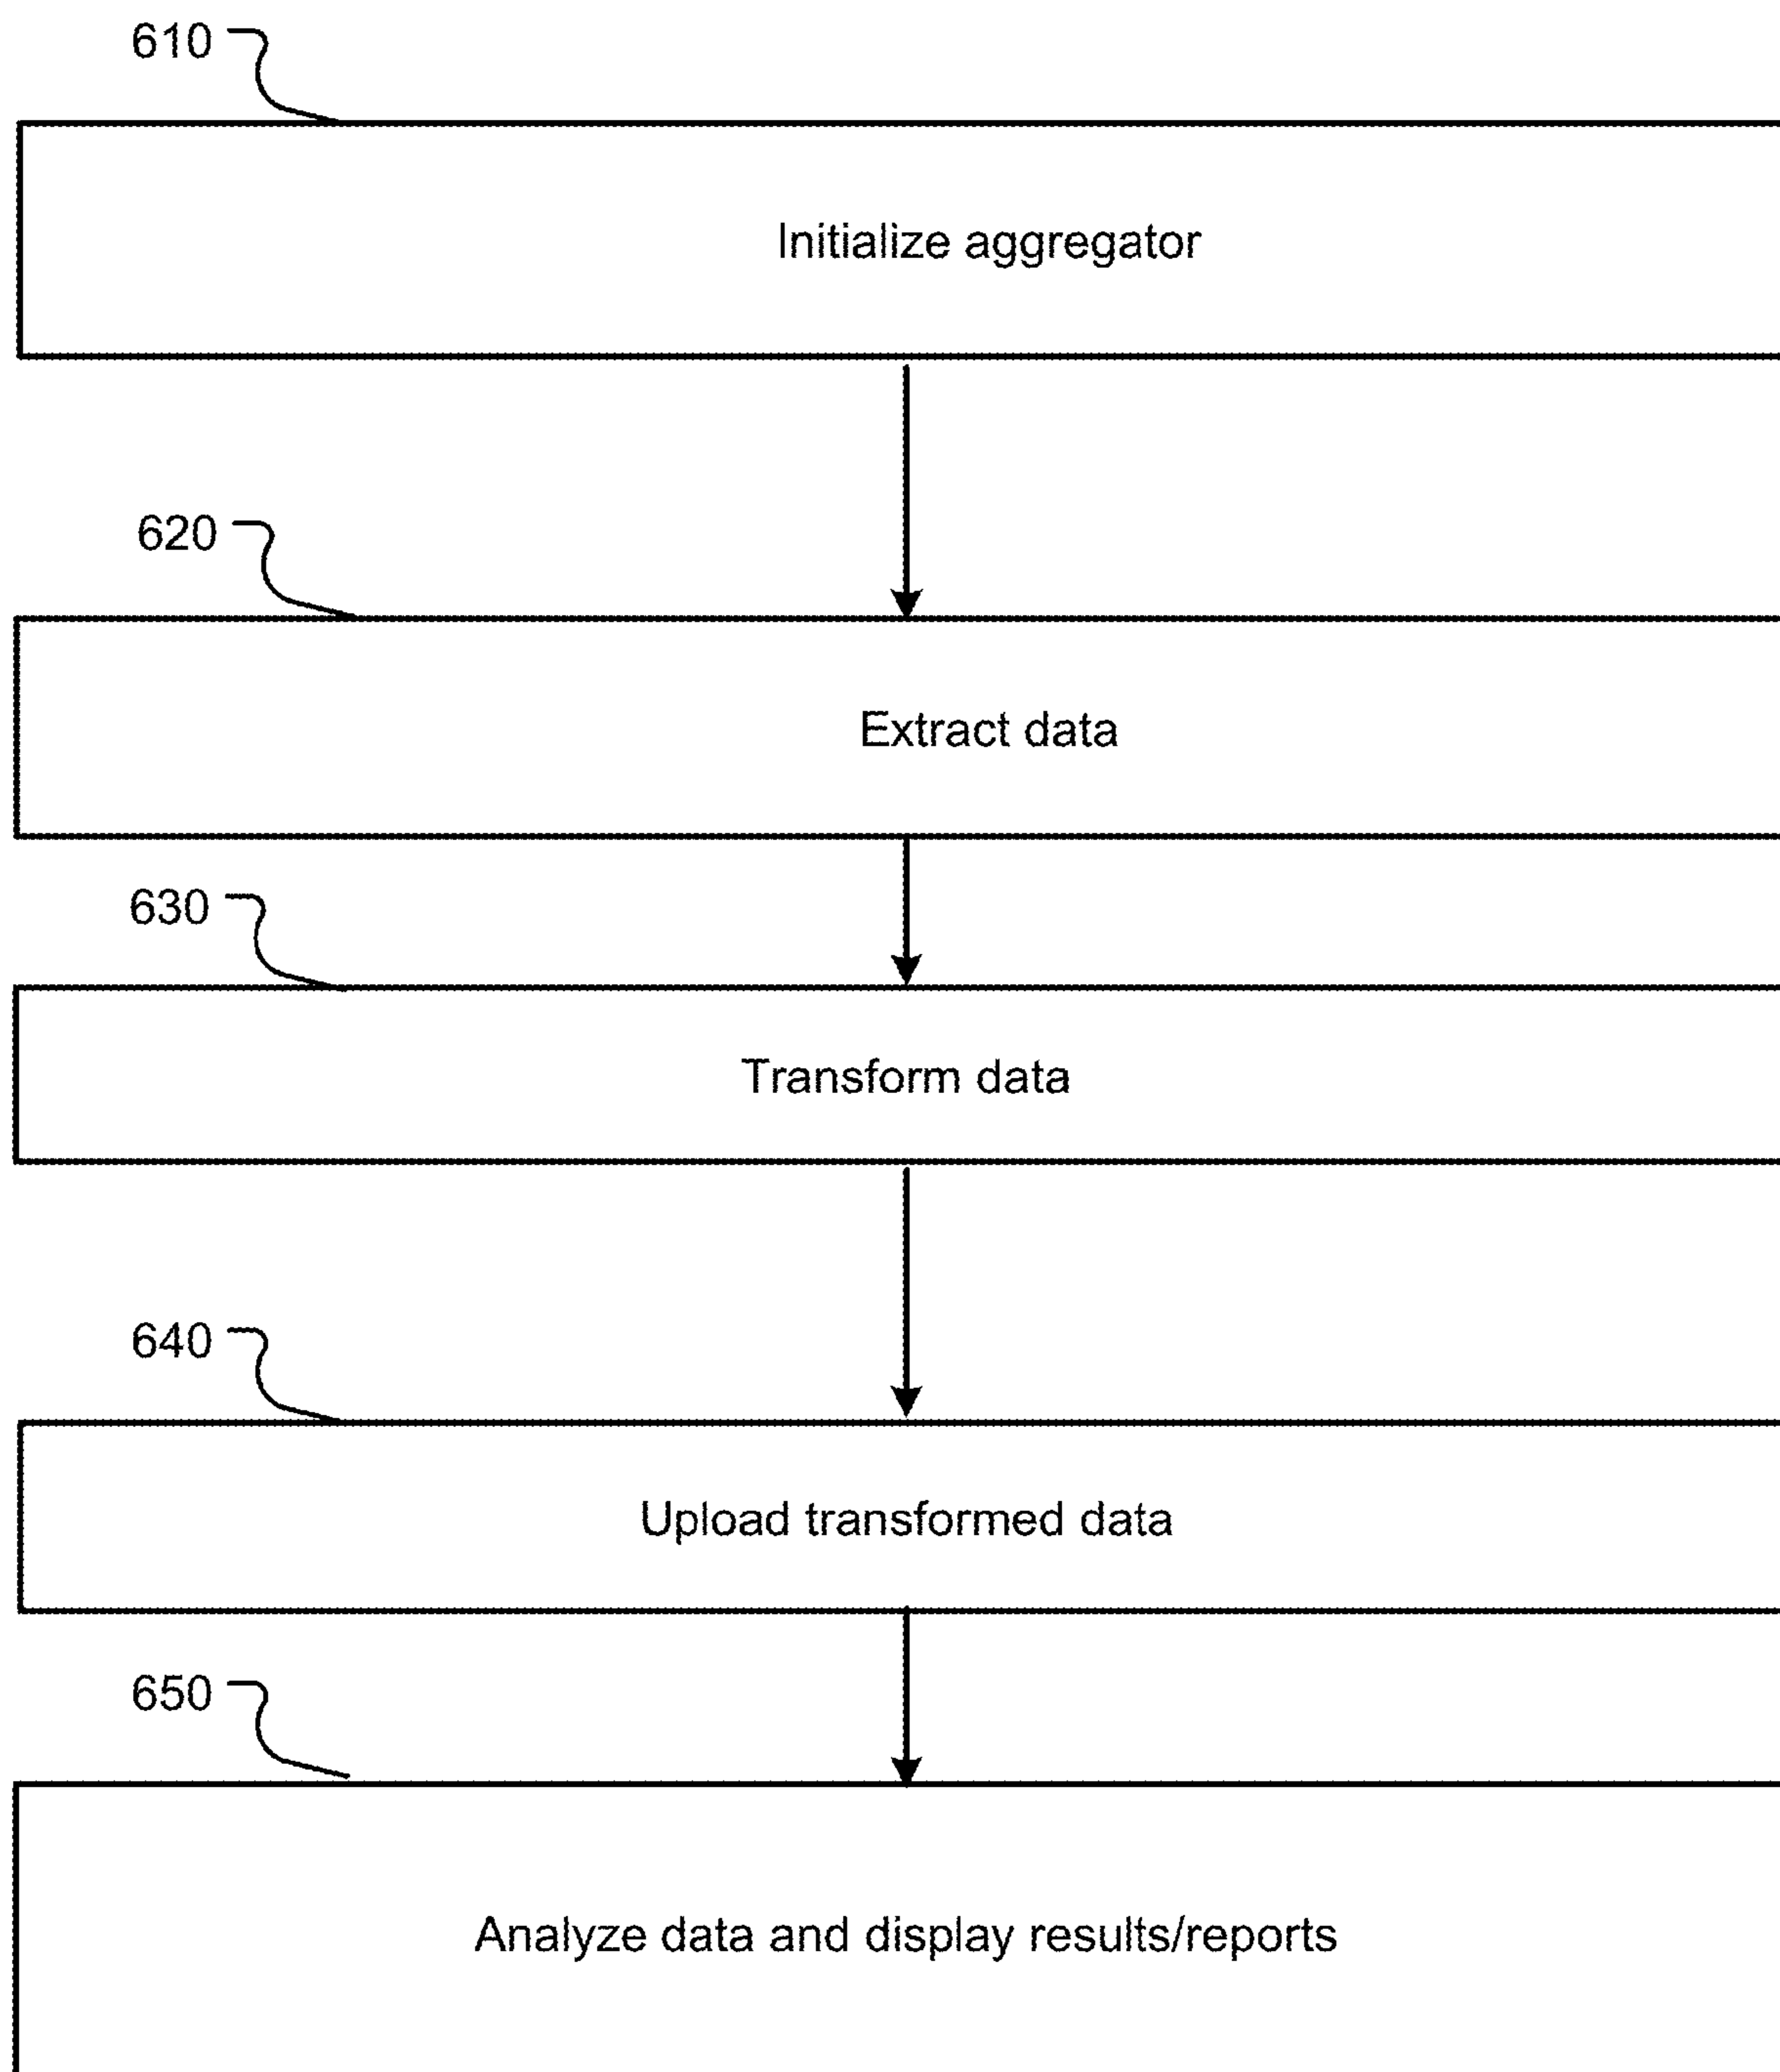 610
Initialize aggregator
620
Extract data
630
Transform data
640
Upload transformed data
650
Analyze data and display results/reports